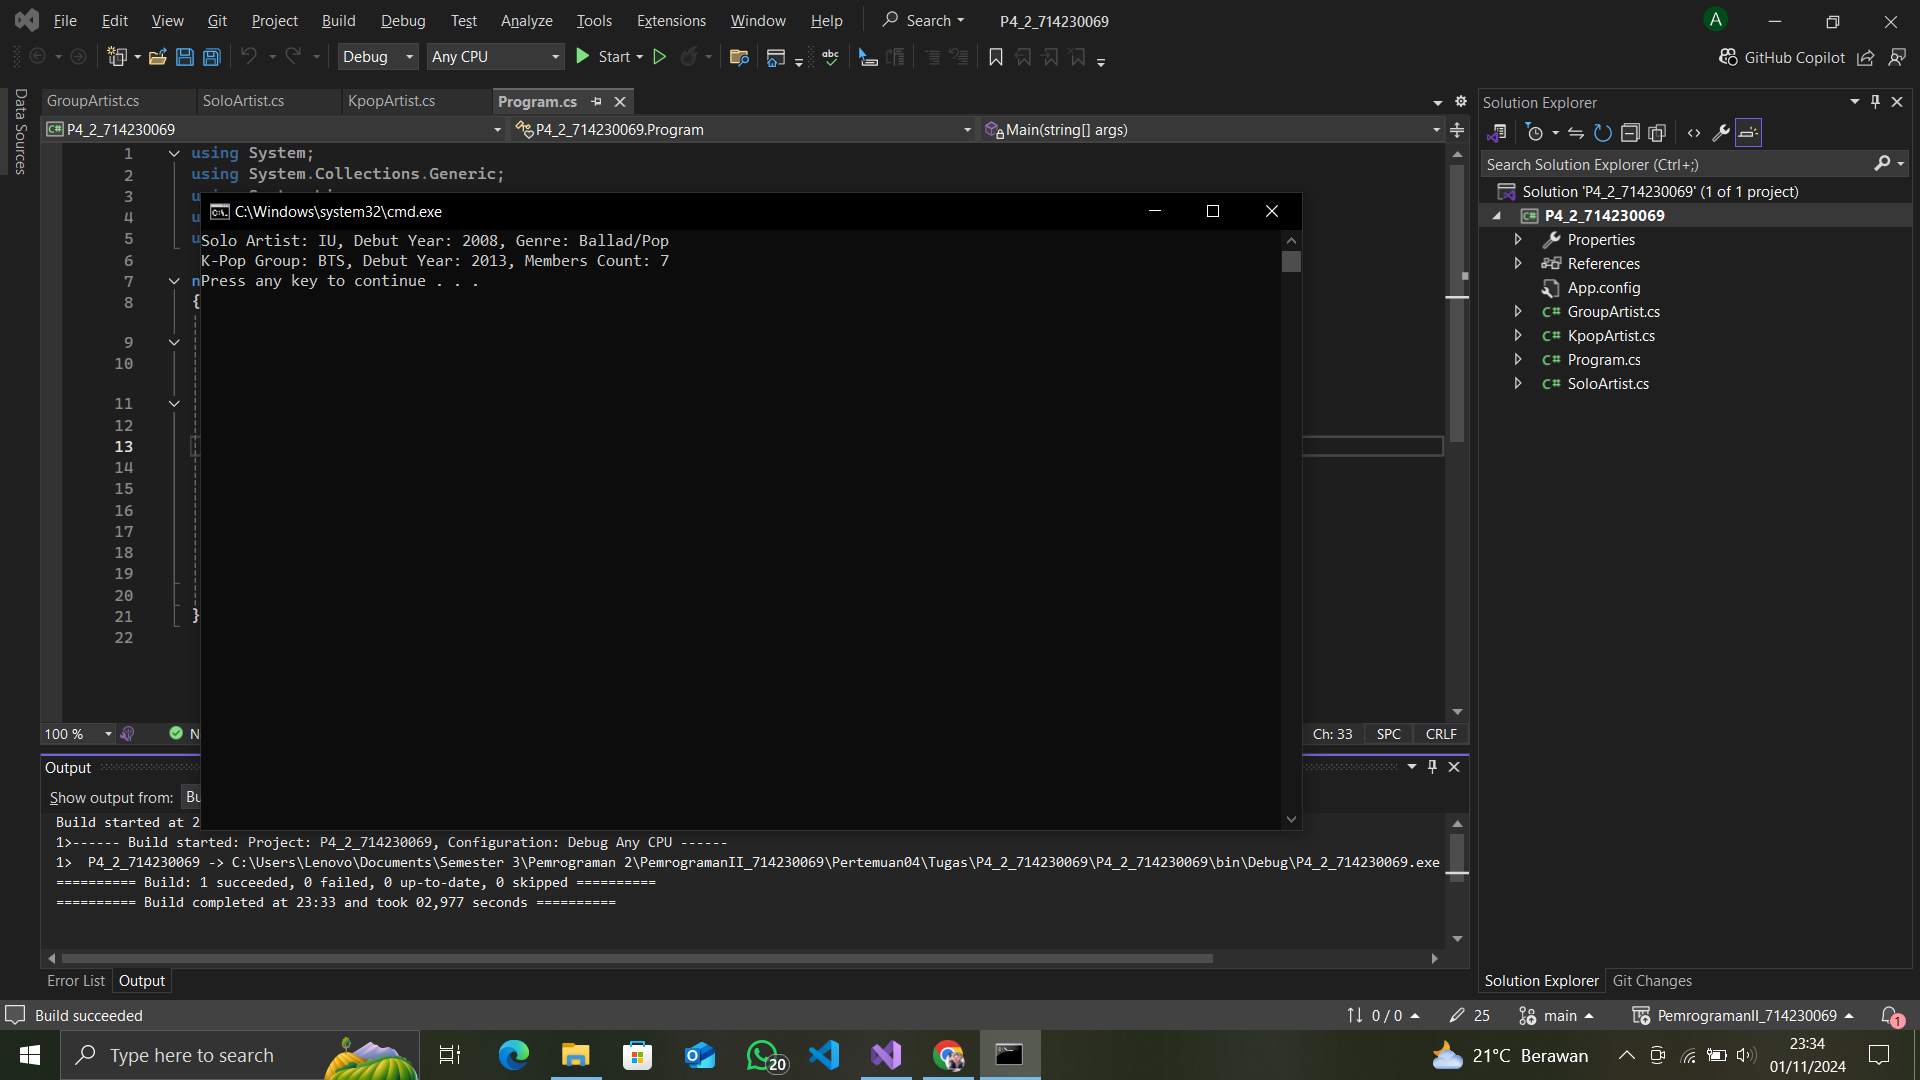 File Edit View Git Project Build Debug Test Analyze Tools Extensions Window Help Search P4_2_714230069 A
Debug Any CPU Start abc GitHub Copilot
Data Sources
GroupArtist.cs SoloArtist.cs KpopArtist.cs Program.cs
C# P4_2_714230069 P4_2_714230069.Program Main(string[] args)
1 using System;
2 using System.Collections.Generic;
3
4
5
6
7
8 {
9
10
11
12
13
14
15
16
17
18
19
20
21 }
22
C:\Windows\system32\cmd.exe
Solo Artist: IU, Debut Year: 2008, Genre: Ballad/Pop
K-Pop Group: BTS, Debut Year: 2013, Members Count: 7
Press any key to continue . . .
100 % Ch: 33 SPC CRLF
Output
Show output from:
Build started at 2
1>------ Build started: Project: P4_2_714230069, Configuration: Debug Any CPU ------
1>  P4_2_714230069 -> C:\Users\Lenovo\Documents\Semester 3\Pemrograman 2\PemrogramanII_714230069\Pertemuan04\Tugas\P4_2_714230069\P4_2_714230069\bin\Debug\P4_2_714230069.exe
========== Build: 1 succeeded, 0 failed, 0 up-to-date, 0 skipped ==========
========== Build completed at 23:33 and took 02,977 seconds ==========
Error List Output
Solution Explorer
Search Solution Explorer (Ctrl+;)
Solution 'P4_2_714230069' (1 of 1 project)
C# P4_2_714230069
Properties
References
App.config
C# GroupArtist.cs
C# KpopArtist.cs
C# Program.cs
C# SoloArtist.cs
Solution Explorer Git Changes
Build succeeded 0 / 0 25 main PemrogramanII_714230069 1
Type here to search 20 21°C Berawan 23:34
01/11/2024